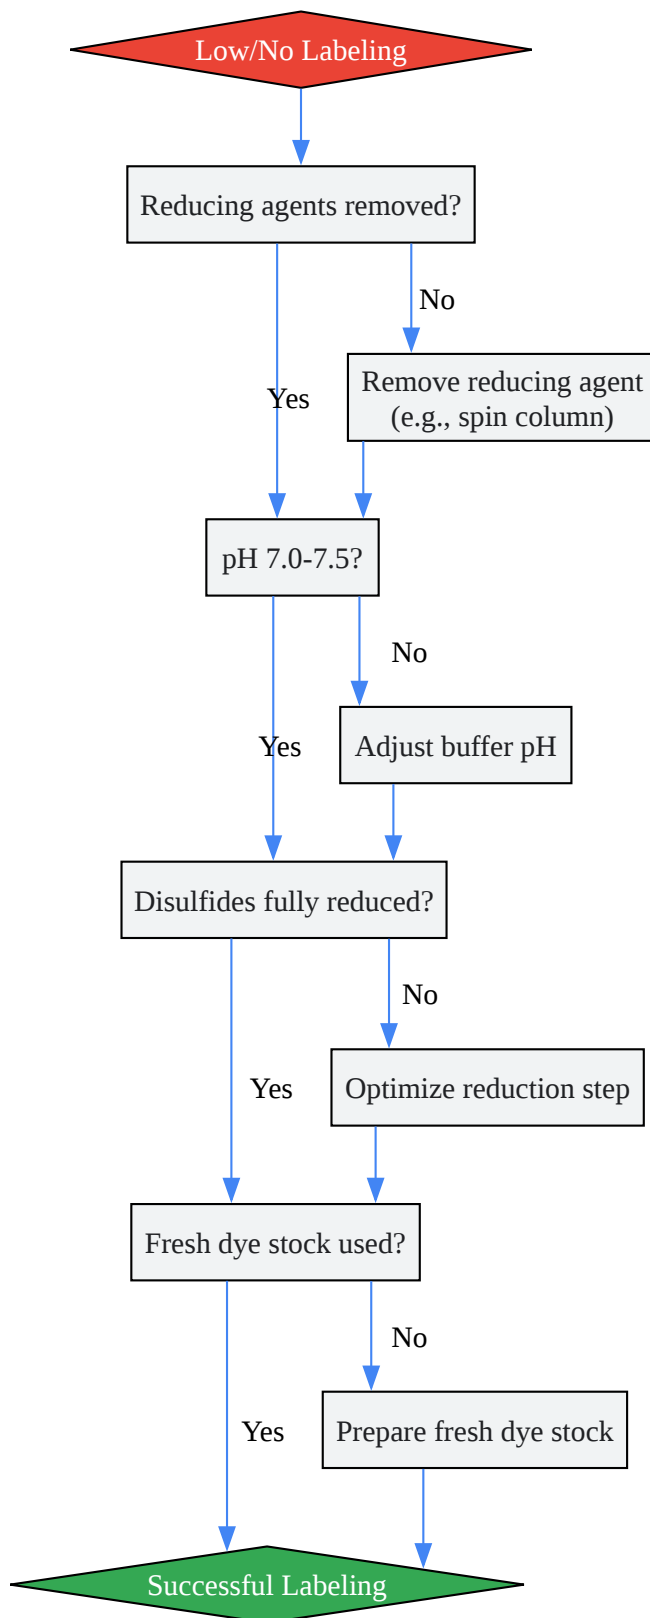 Low/No Labeling
Reducing agents removed?
No
Remove reducing agent
(e.g., spin column)
Yes
pH 7.0-7.5?
No
Yes
Adjust buffer pH
Disulfides fully reduced?
No
Yes
Optimize reduction step
Fresh dye stock used?
No
Yes
Prepare fresh dye stock
Successful Labeling